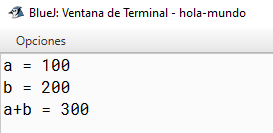 BlueJ: Ventana de Terminal - hola-mundo
Opciones
a = 100
b = 200
a+b = 300